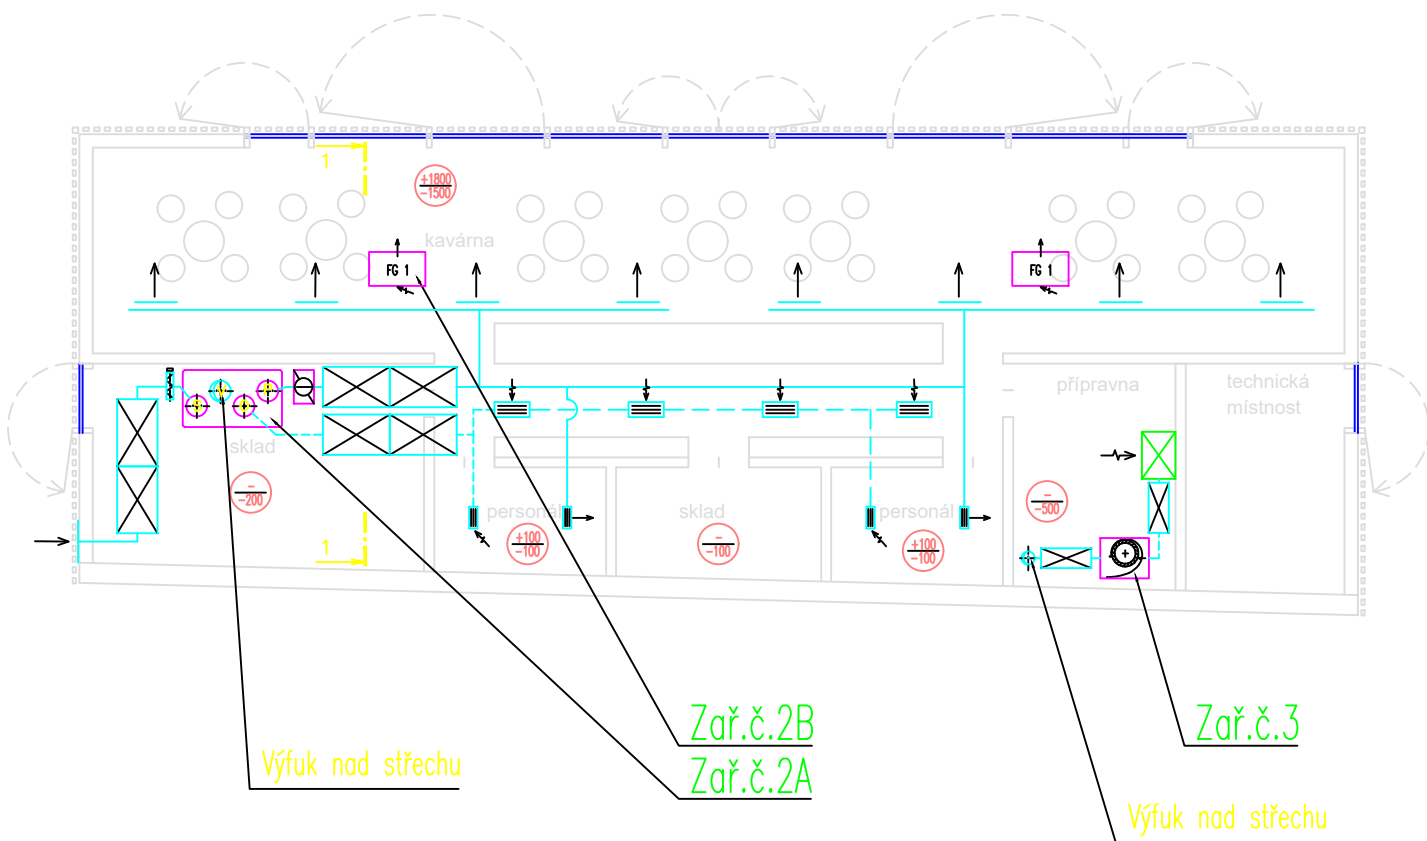 1
+1800
-1500
kavárna
FG 1
FG 1
přípravna
technická
místnost
sklad
-
-200
personál
sklad
personál
-
-500
+100
-100
-
-100
+100
-100
1
Zař.č.2B
Zař.č.3
Výfuk nad střechu
Zař.č.2A
Výfuk nad střechu